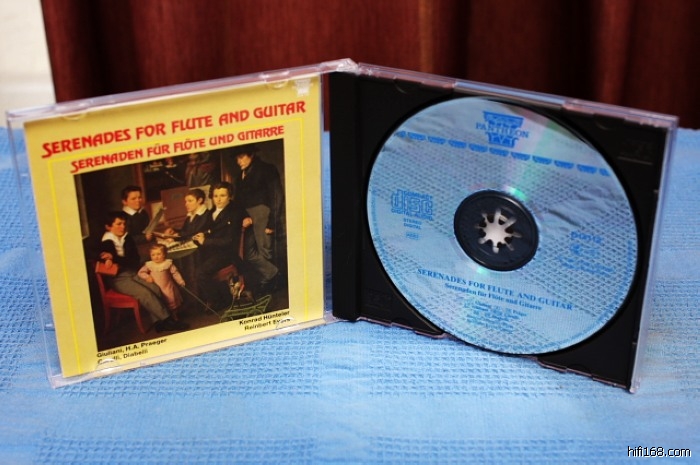 SERENADES FOR FLUTE AND GUITAR
SERENADEN FÜR FLÖTE UND GITARRE
Konrad Hünteler
Reinbert
Giuliani, H.A. Praeger
Diabelli
PANTHEON
SERENADES FOR FLUTE AND GUITAR
Serenaden für Flöte und Gitarre
hifi168.com